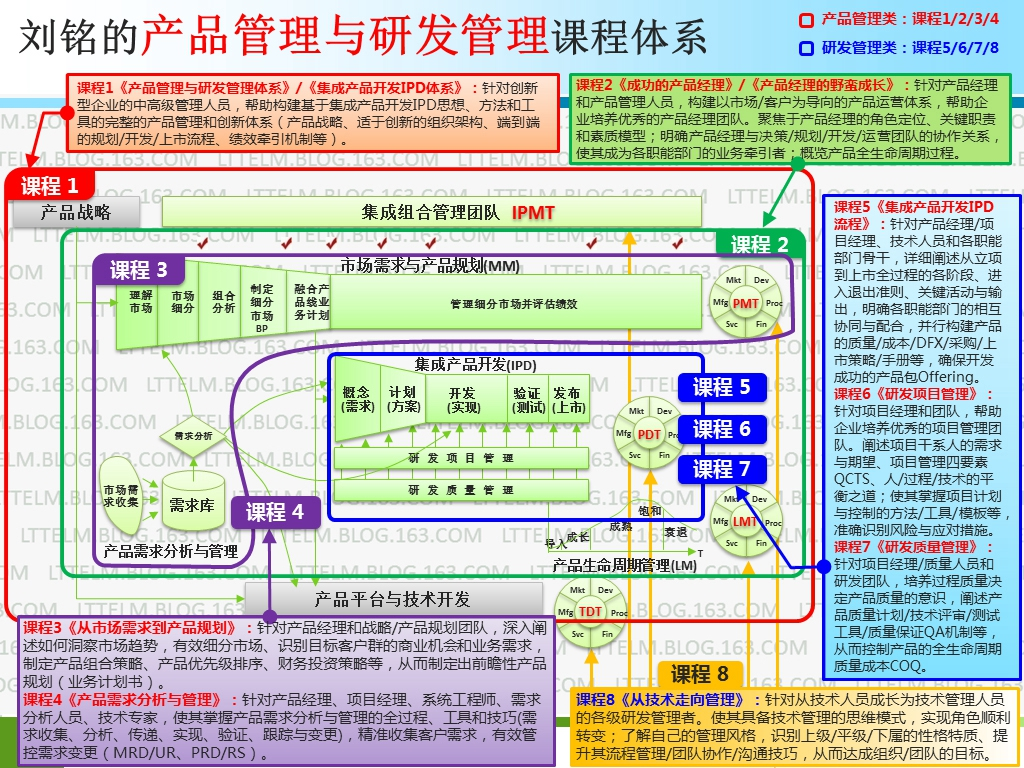 刘铭的产品管理与研发管理课程体系
产品管理类：课程1/2/3/4
研发管理类：课程5/6/7/8
课程1《产品管理与研发管理体系》/《集成产品开发IPD体系》：针对创新
型企业的中高级管理人员，帮助构建基于集成产品开发IPD思想、方法和工
具的完整的产品管理和创新体系（产品战略、适于创新的组织架构、端到端
的规划/开发/上市流程、绩效牵引机制等）。
课程2《成功的产品经理》/《产品经理的野蛮成长》：针对产品经理
和产品管理人员，构建以市场/客户为导向的产品运营体系，帮助企
业培养优秀的产品经理团队。聚焦于产品经理的角色定位、关键职责
和素质模型；明确产品经理与决策/规划/开发/运营团队的协作关系，
使其成为各职能部门的业务牵引者；概览产品全生命周期过程。
课程 1
产品战略
集成组合管理团队 IPMT
课程 2
课程 3
市场需求与产品规划(MM)
理解
市场
市场
细分
组合
分析
制定
细分
市场
BP
融合产
品线业
务计划
管理细分市场并评估绩效
Mkt Dev
Mfg PMT Proc
Svc Fin
集成产品开发(IPD)
概念
(需求)
计划
(方案)
开发
(实现)
验证
(测试)
发布
(上市)
研 发 项 目 管 理
研 发 质 量 管 理
Mkt Dev
Mfg PDT Proc
Svc Fin
课程 5
课程 6
课程 7
需求分析
市场需
求收集
需求库
课程 4
产品需求分析与管理
导入
成长
成熟
饱和
衰退
T
产品生命周期管理(LM)
Mkt Dev
Mfg LMT Proc
Svc Fin
产品平台与技术开发
Mkt Dev
Mfg TDT Proc
Svc Fin
课程5《集成产品开发IPD
流程》：针对产品经理/项
目经理、技术人员和各职能
部门骨干，详细阐述从立项
到上市全过程的各阶段、进
入退出准则、关键活动与输
出，明确各职能部门的相互
协同与配合，并行构建产品
的质量/成本/DFX/采购/上
市策略/手册等，确保开发
成功的产品包Offering。
课程6《研发项目管理》：
针对项目经理和团队，帮助
企业培养优秀的项目管理团
队。阐述项目干系人的需求
与期望、项目管理四要素
QCTS、人/过程/技术的平
衡之道；使其掌握项目计划
与控制的方法/工具/模板等，
准确识别风险与应对措施。
课程7《研发质量管理》：
针对项目经理/质量人员和
研发团队，培养过程质量决
定产品质量的意识，阐述产
品质量计划/技术评审/测试
工具/质量保证QA机制等，
从而控制产品的全生命周期
质量成本COQ。
课程3《从市场需求到产品规划》：针对产品经理和战略/产品规划团队，深入阐
述如何洞察市场趋势，有效细分市场、识别目标客户群的商业机会和业务需求，
制定产品组合策略、产品优先级排序、财务投资策略等，从而制定出前瞻性产品
规划（业务计划书）。
课程4《产品需求分析与管理》：针对产品经理、项目经理、系统工程师、需求
分析人员、技术专家，使其掌握产品需求分析与管理的全过程、工具和技巧(需
求收集、分析、传递、实现、验证、跟踪与变更)，精准收集客户需求，有效管
控需求变更（MRD/UR、PRD/RS）。
课程 8
课程8《从技术走向管理》：针对从技术人员成长为技术管理人员
的各级研发管理者。使其具备技术管理的思维模式，实现角色顺利
转变；了解自己的管理风格，识别上级/平级/下属的性格特质、提
升其流程管理/团队协作/沟通技巧，从而达成组织/团队的目标。
LTTELM.BLOG.163.COM